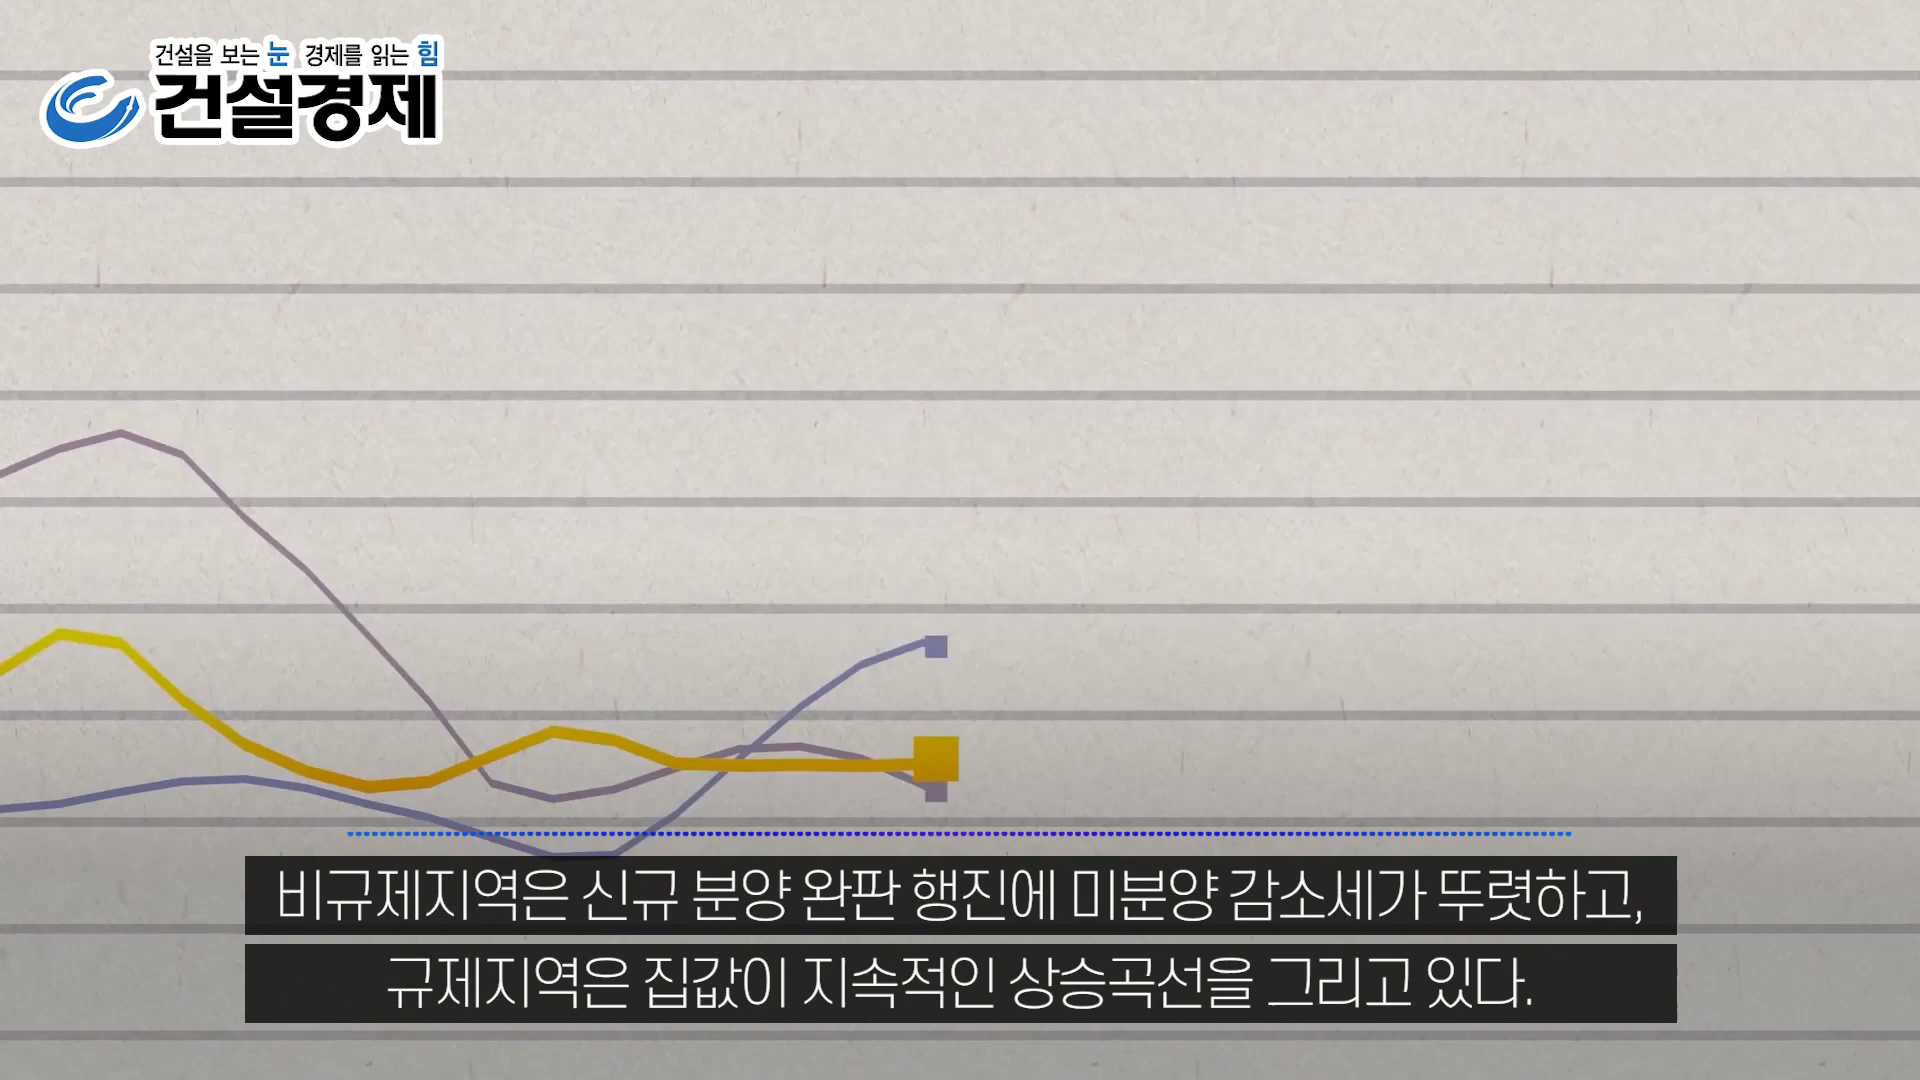 건설을 보는 눈 경제를 읽는 힘
건설경제
비규제지역은 신규 분양 완판 행진에 미분양 감소세가 뚜렷하고,
규제지역은 집값이 지속적인 상승곡선을 그리고 있다.